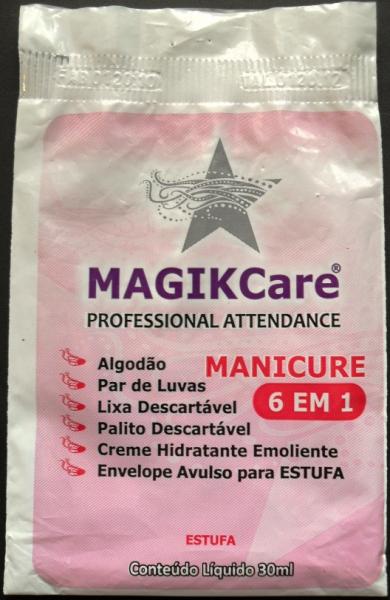 MAGIKCare®
PROFESSIONAL ATTENDANCE
MANICURE
6 EM 1
Algodão
Par de Luvas
Lixa Descartável
Palito Descartável
Creme Hidratante Emoliente
Envelope Avulso para ESTUFA
ESTUFA
Conteúdo Líquido 30ml